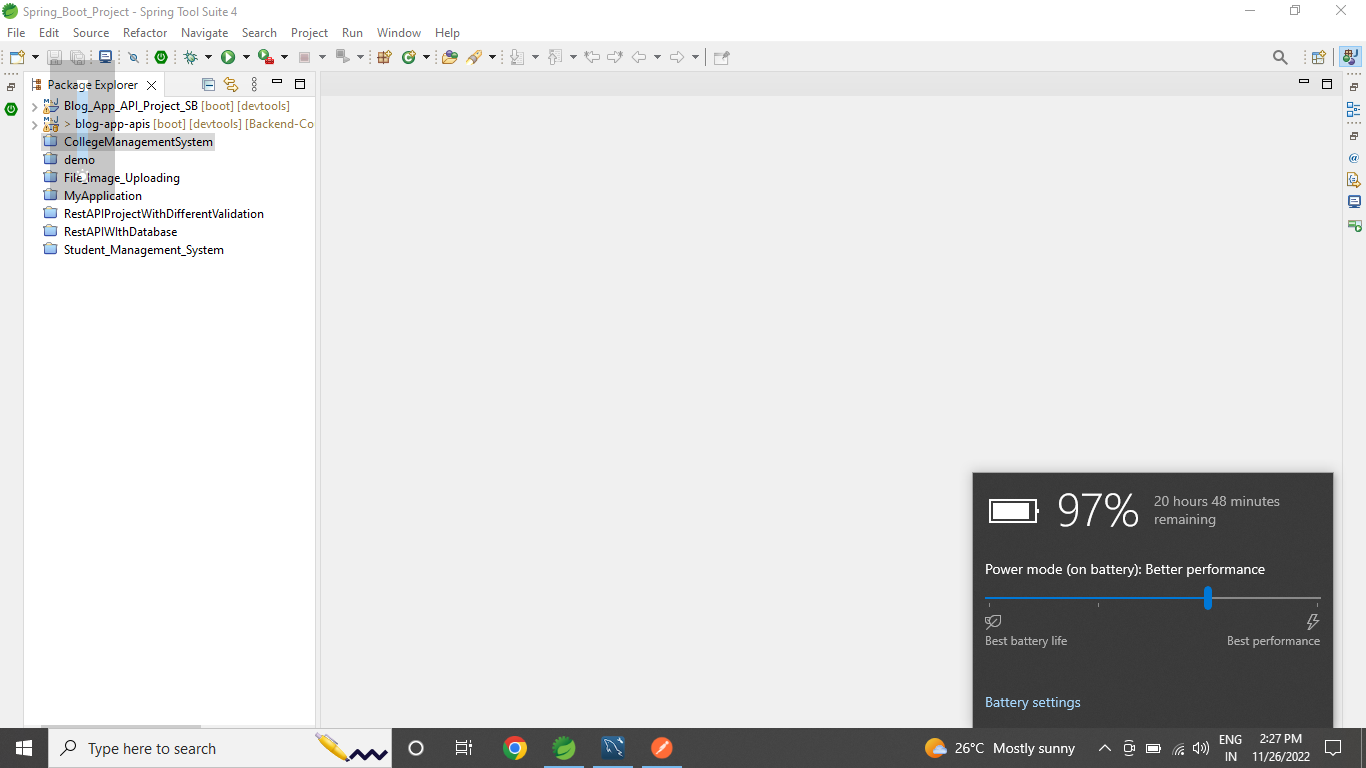 Spring_Boot_Project - Spring Tool Suite 4
File Edit Source Refactor Navigate Search Project Run Window Help
Package Explorer
Blog_App_API_Project_SB [boot] [devtools]
> blog-app-apis [boot] [devtools] [Backend-Co
CollegeManagementSystem
demo
File_Image_Uploading
MyApplication
RestAPIProjectWithDifferentValidation
RestAPIWIthDatabase
Student_Management_System
97%
20 hours 48 minutes
remaining
Power mode (on battery): Better performance
Best battery life Best performance
Battery settings
Type here to search
26°C Mostly sunny
ENG
IN
2:27 PM
11/26/2022